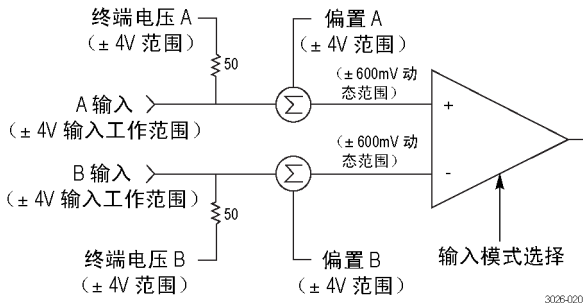 终端电压 A
(± 4V 范围)
偏置A
(± 4V 范围)
50
(± 600mV 动
态范围)
A 输入
(± 4V 输入工作范围)
Σ
+
(± 600mV 动
态范围)
B 输入
(± 4V 输入工作范围)
Σ
-
50
终端电压 B
(± 4V 范围)
偏置B
(± 4V 范围)
输入模式选择
3026-020